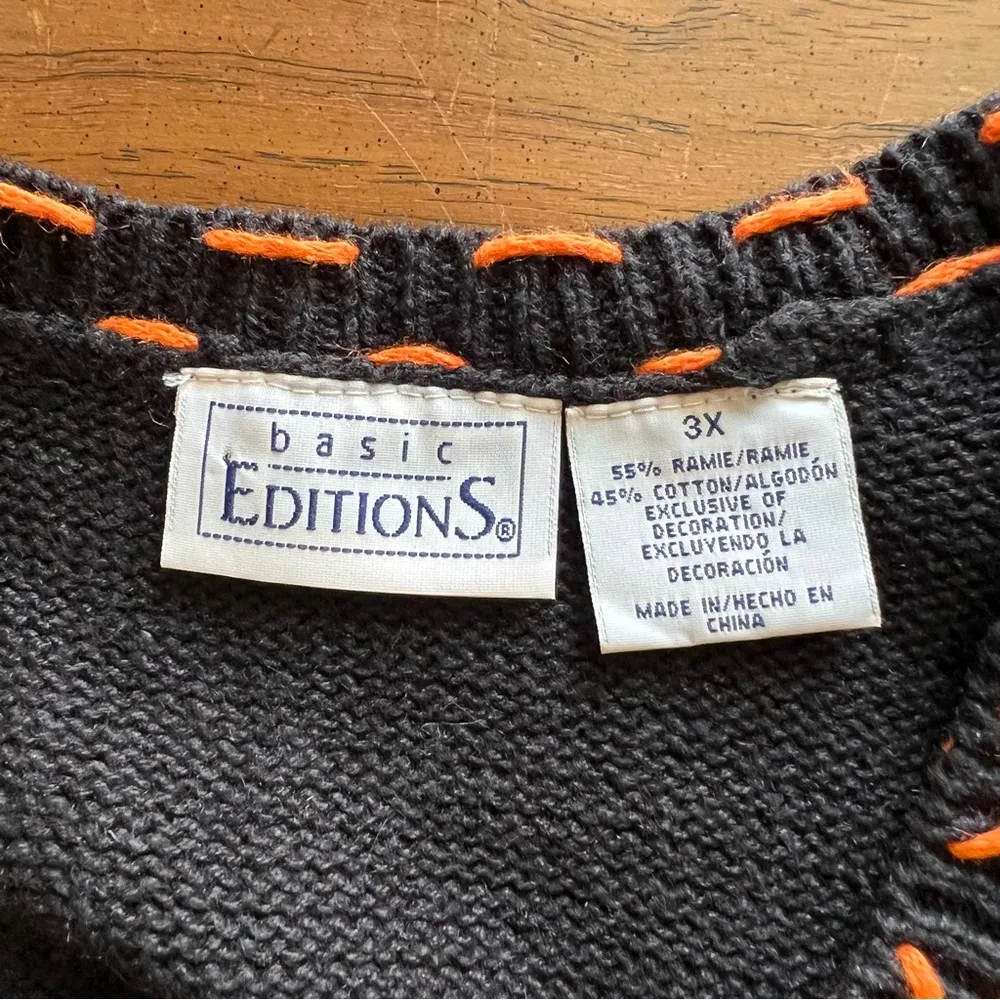 basic
EDITIONS®
3X
55% RAMIE/RAMIE
45% COTTON/ALGODÓN
EXCLUSIVE OF
DECORATION/
EXCLUYENDO LA
DECORACIÓN
MADE IN/HECHO EN
CHINA